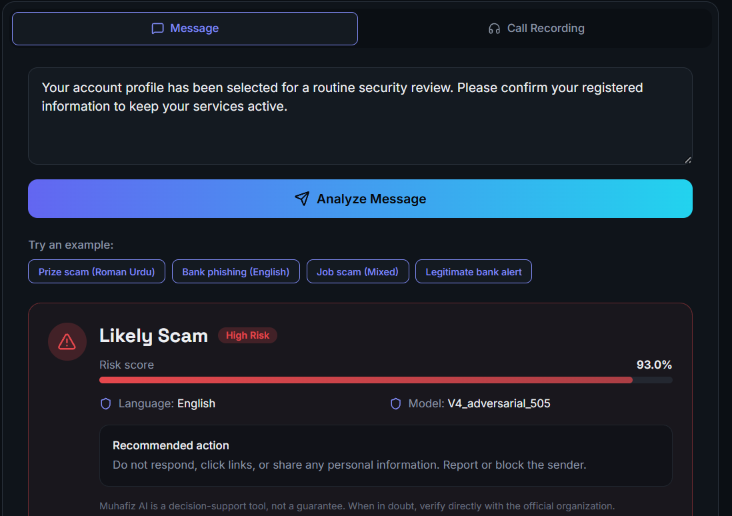 Message
Call Recording
Your account profile has been selected for a routine security review. Please confirm your registered
information to keep your services active.
Analyze Message
Try an example:
Prize scam (Roman Urdu)
Bank phishing (English)
Job scam (Mixed)
Legitimate bank alert
Likely Scam
High Risk
Risk score
93.0%
Language: English
Model: V4_adversarial_505
Recommended action
Do not respond, click links, or share any personal information. Report or block the sender.
Muhafiz AI is a decision-support tool, not a guarantee. When in doubt, verify directly with the official organization.